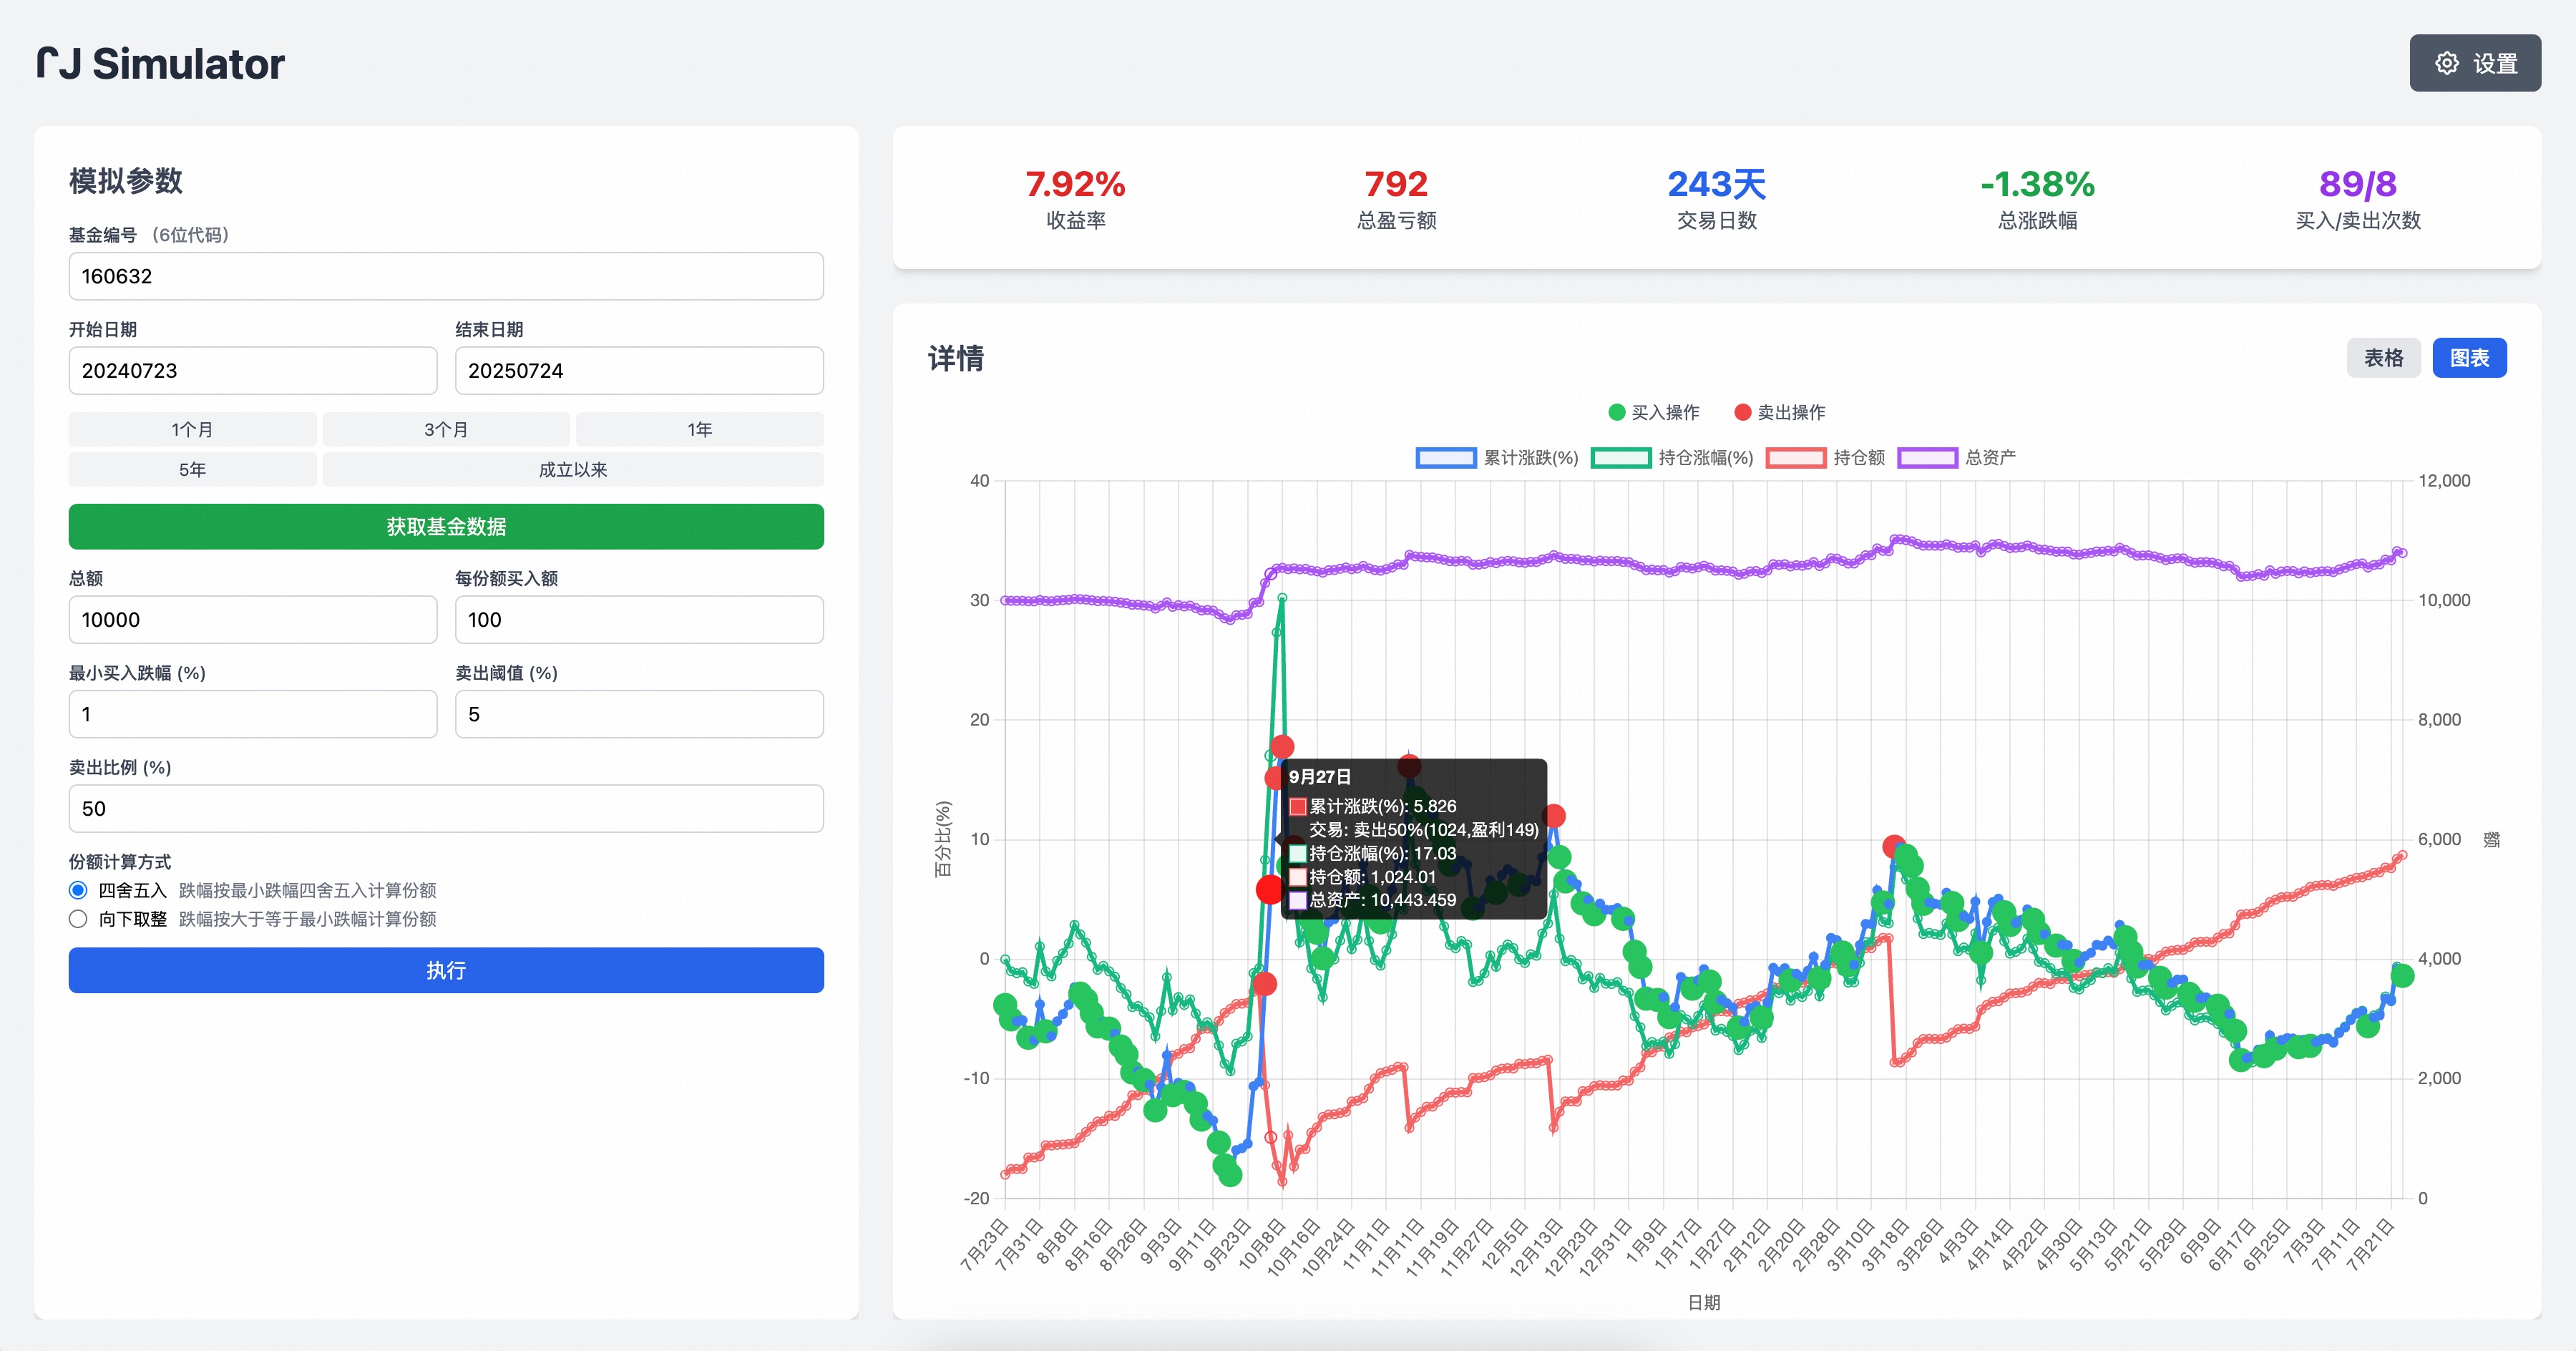 ꓩJ Simulator
设置
模拟参数
基金编号 (6位代码)
160632
开始日期 结束日期
20240723 20250724
1个月 3个月 1年
5年 成立以来
获取基金数据
总额 每份额买入额
10000 100
最小买入跌幅 (%) 卖出阈值 (%)
1 5
卖出比例 (%)
50
份额计算方式
四舍五入 跌幅按最小跌幅四舍五入计算份额
向下取整 跌幅按大于等于最小跌幅计算份额
执行
7.92% 792 243天 -1.38% 89/8
收益率 总盈亏额 交易日数 总涨跌幅 买入/卖出次数
详情
表格 图表
买入操作 卖出操作
累计涨跌(%) 持仓涨幅(%) 持仓额 总资产
40 12,000
30 10,000
20 8,000
10 6,000
0 4,000
-10 2,000
-20 0
百分比(%)
额
9月27日
累计涨跌(%): 5.826
交易: 卖出50%(1024,盈利149)
持仓涨幅(%): 17.03
持仓额: 1,024.01
总资产: 10,443.459
7月23日 7月31日 8月8日 8月16日 8月26日 9月3日 9月11日 9月23日 10月8日 10月16日 10月24日 11月1日 11月11日 11月19日 11月27日 12月5日 12月13日 12月23日 12月31日 1月9日 1月17日 1月27日 2月12日 2月20日 2月28日 3月10日 3月18日 3月26日 4月3日 4月14日 4月22日 4月30日 5月13日 5月21日 5月29日 6月9日 6月17日 6月25日 7月3日 7月11日 7月21日
日期